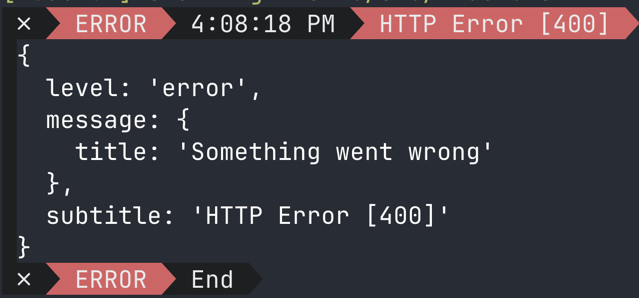 × ERROR 4:08:18 PM HTTP Error [400]
{
  level: 'error',
  message: {
    title: 'Something went wrong'
  },
  subtitle: 'HTTP Error [400]'
}
× ERROR End